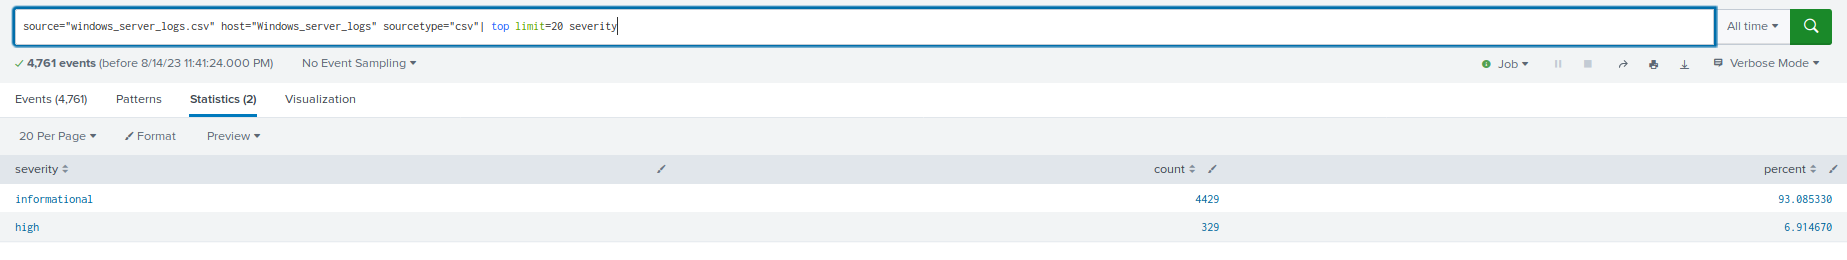 source="windows_server_logs.csv" host="Windows_server_logs" sourcetype="csv"| top limit=20 severity
All time
4,761 events (before 8/14/23 11:41:24.000 PM) No Event Sampling
Job Verbose Mode
Events (4,761) Patterns Statistics (2) Visualization
20 Per Page Format Preview
severity count percent
informational 4429 93.085330
high 329 6.914670